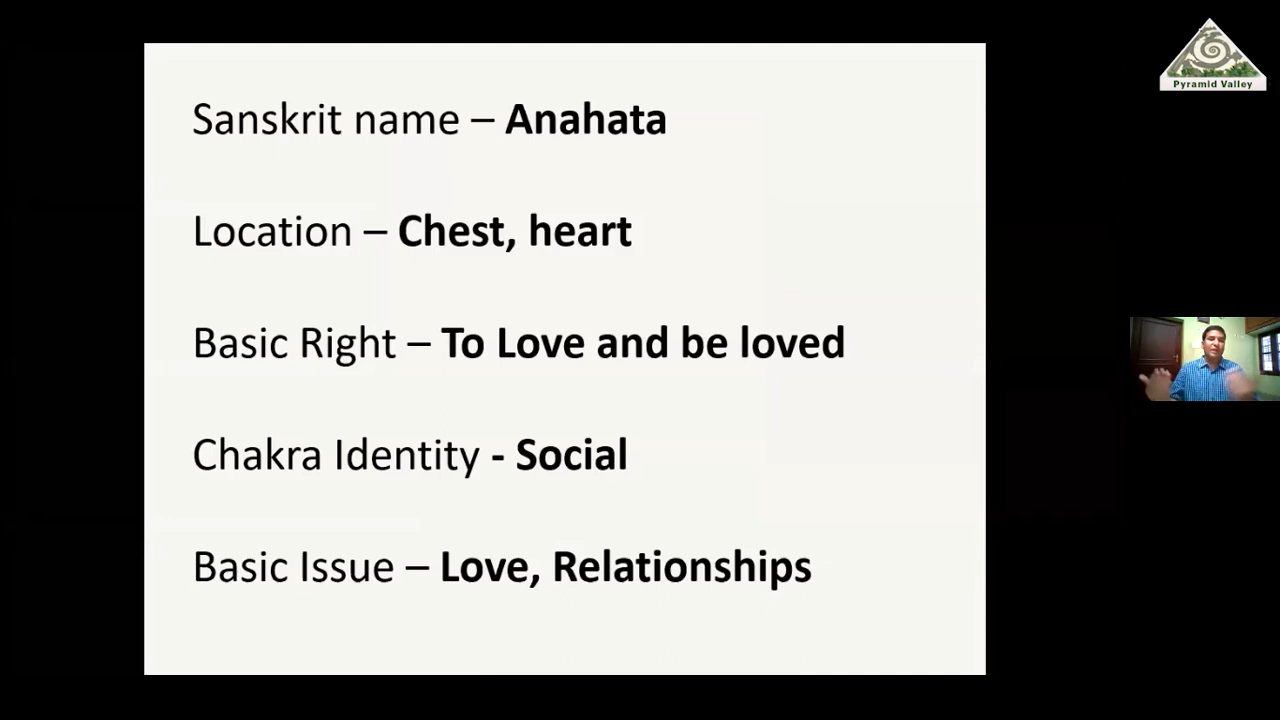 Sanskrit name – Anahata
Location – Chest, heart
Basic Right – To Love and be loved
Chakra Identity - Social
Basic Issue – Love, Relationships
Pyramid Valley